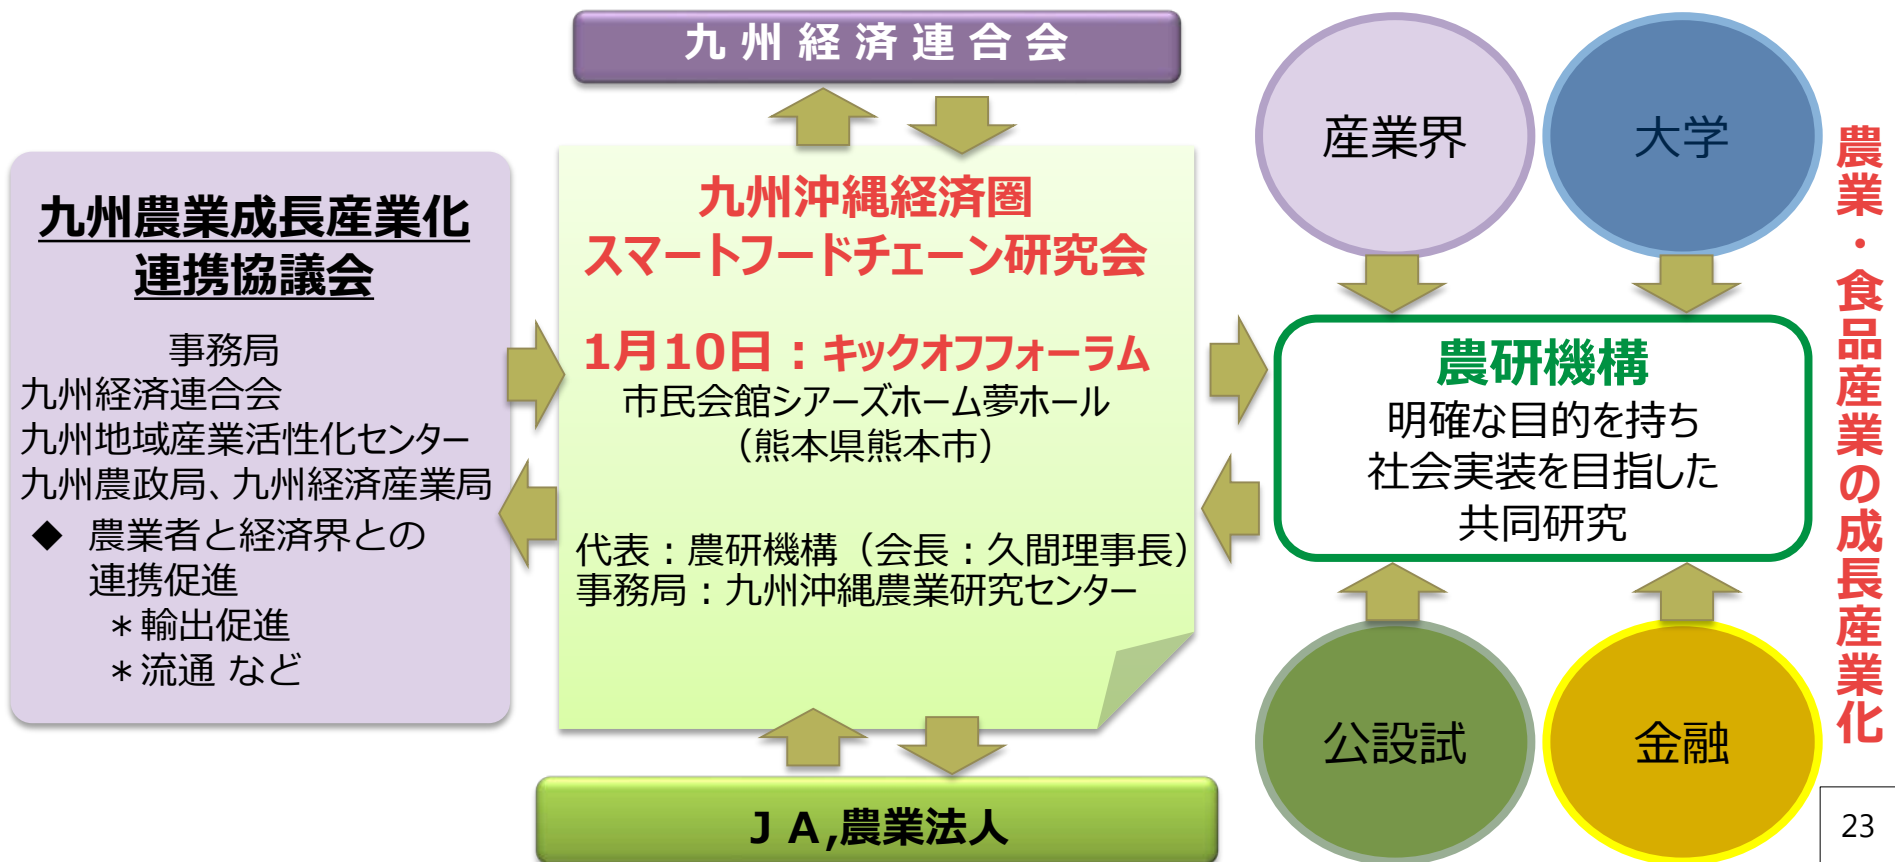 九州経済連合会
九州農業成長産業化
連携協議会
事務局
九州経済連合会
九州地域産業活性化センター
九州農政局、九州経済産業局
◆ 農業者と経済界との
連携促進
＊輸出促進
＊流通 など
九州沖縄経済圏
スマートフードチェーン研究会
1月10日：キックオフフォーラム
市民会館シアーズホーム夢ホール
（熊本県熊本市）
代表：農研機構（会長：久間理事長）
事務局：九州沖縄農業研究センター
ＪＡ,農業法人
産業界
大学
農研機構
明確な目的を持ち
社会実装を目指した
共同研究
公設試
金融
農業・食品産業の成長産業化
23